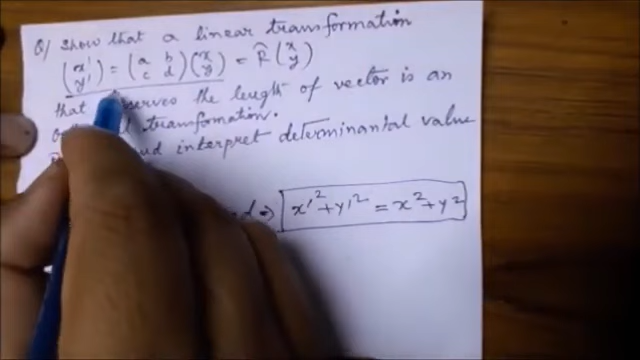 Q/ Show that a linear transformation
(x' y') = (a b c d)(x y) = R̂ (x y)
that the length of vector is an
transformation.
and interpret determinantal value
⇒ x'² + y'² = x² + y²